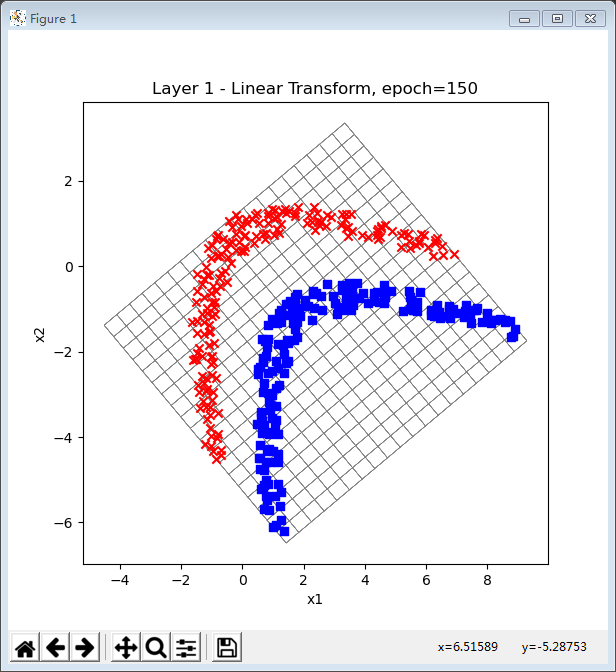 Figure 1
Layer 1 - Linear Transform, epoch=150
2
0
−2
−4
−6
x2
−4 −2 0 2 4 6 8
x1
x=6.51589 y=-5.28753